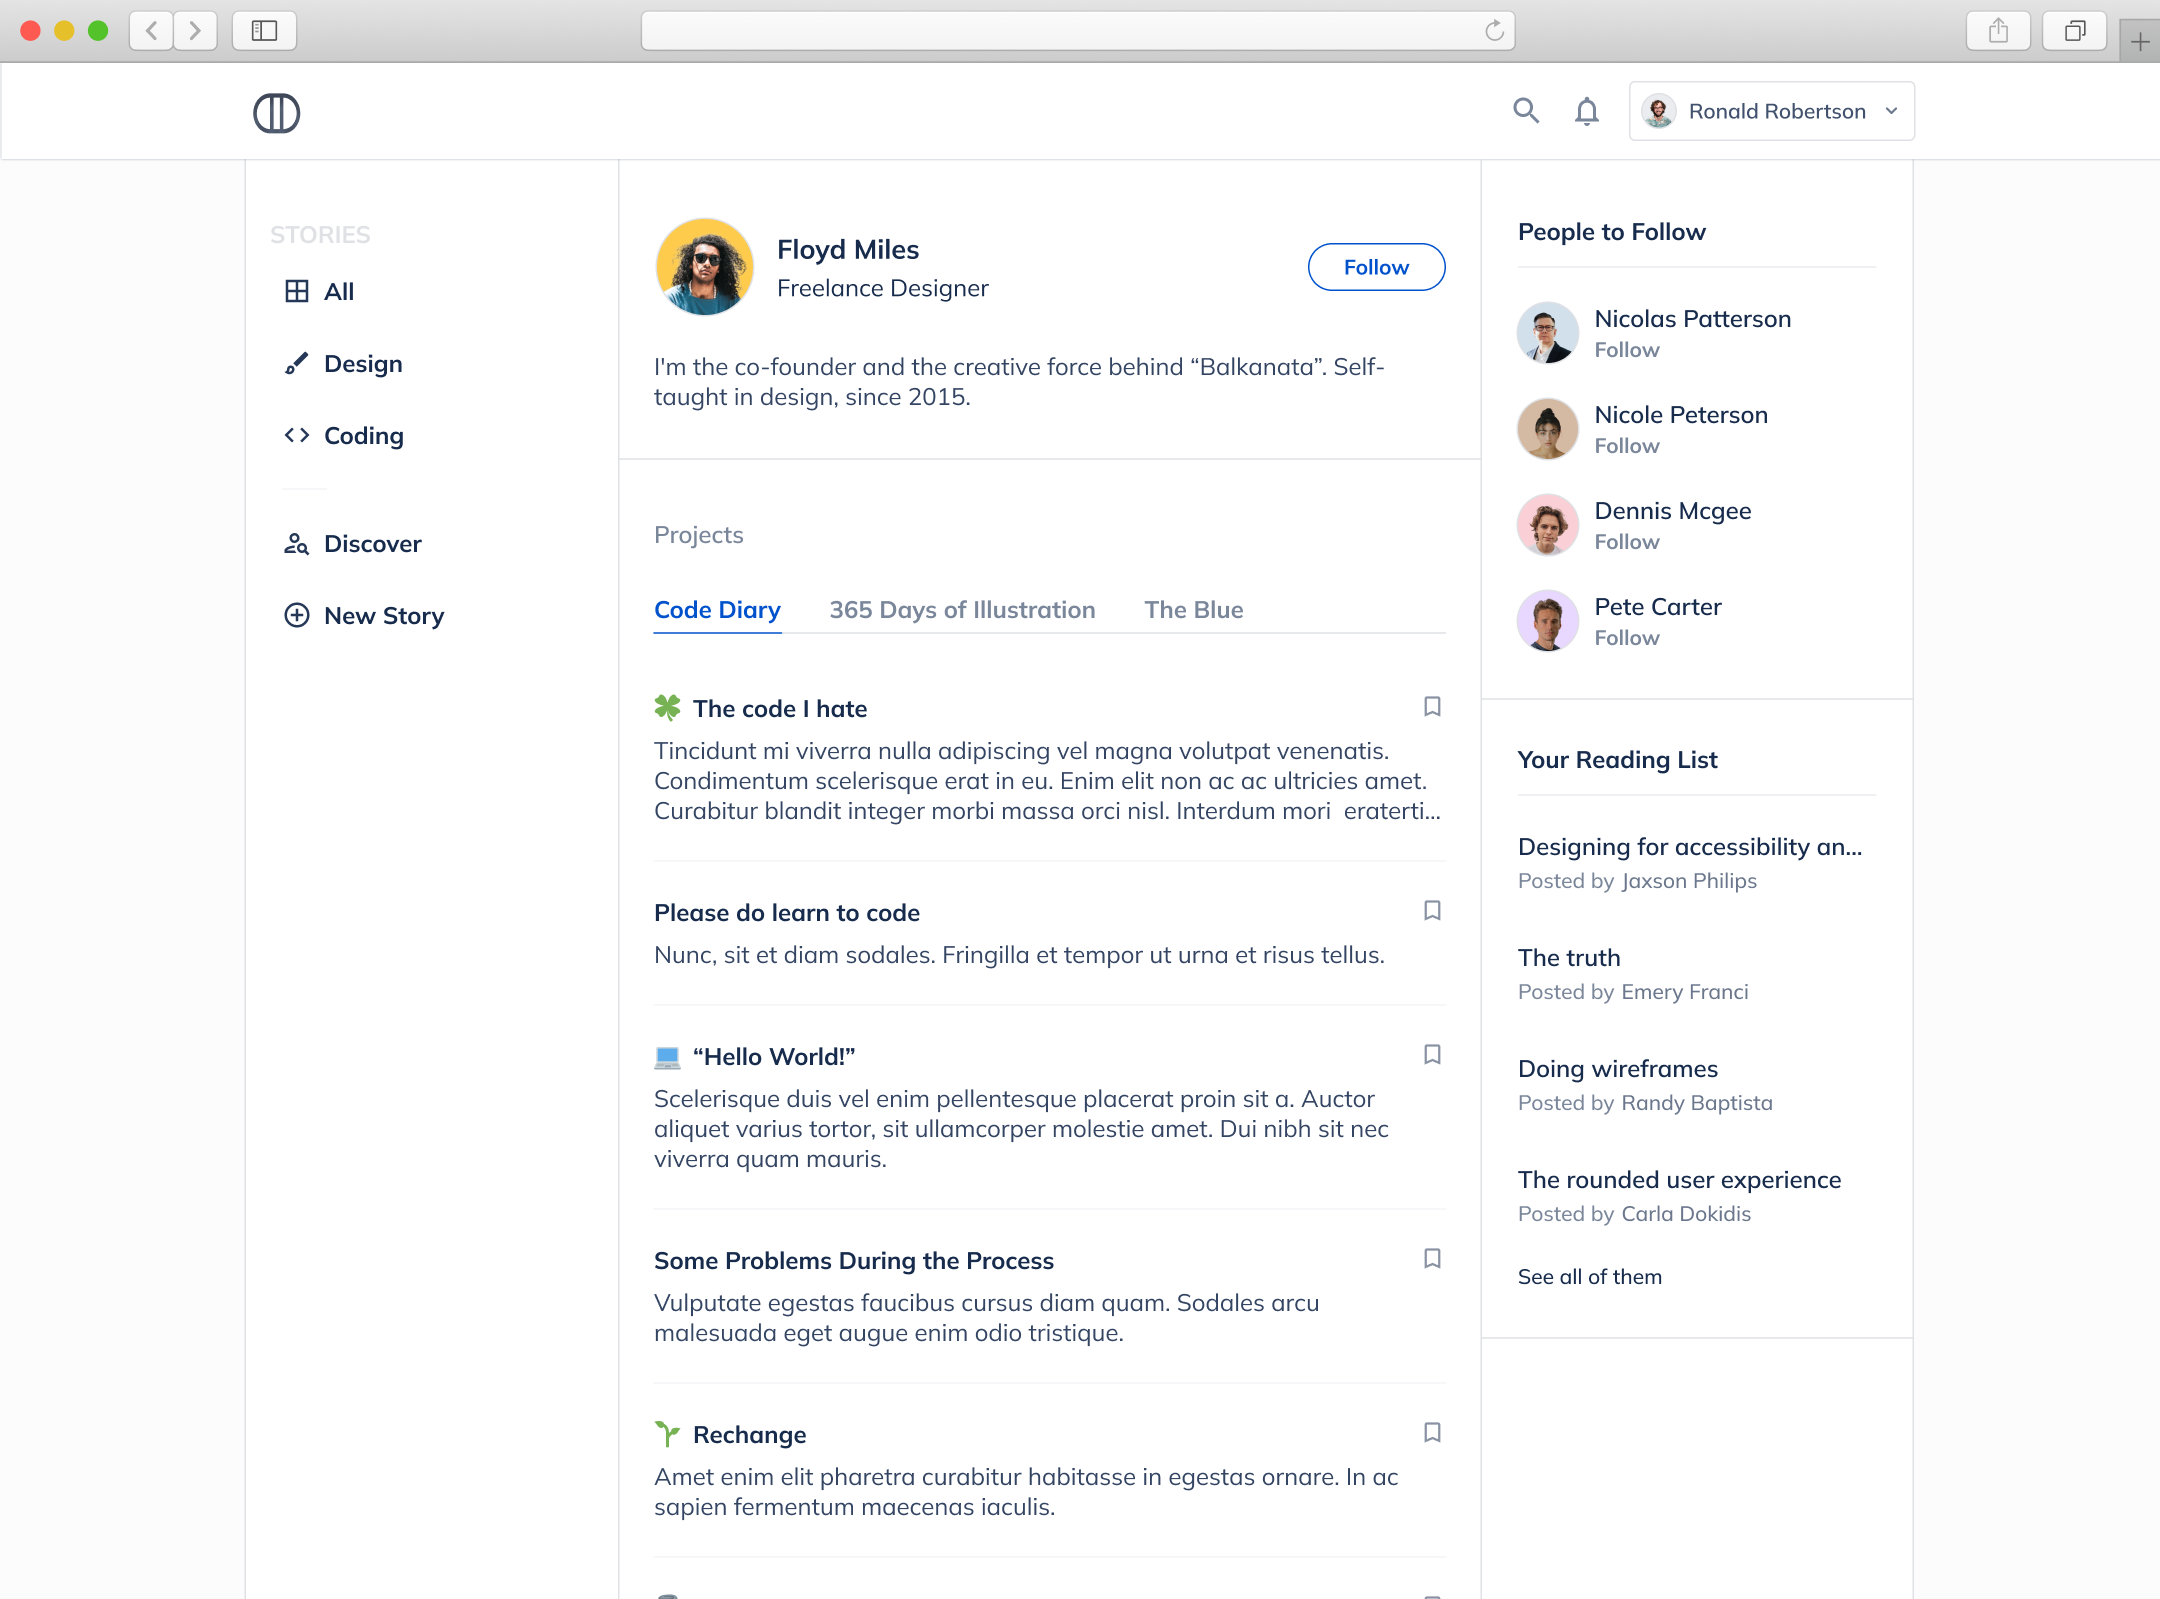 Ronald Robertson
STORIES
All
Design
Coding
Discover
New Story
Floyd Miles
Freelance Designer
Follow
I'm the co-founder and the creative force behind “Balkanata”. Self-
taught in design, since 2015.
Projects
Code Diary
365 Days of Illustration
The Blue
The code I hate
Tincidunt mi viverra nulla adipiscing vel magna volutpat venenatis.
Condimentum scelerisque erat in eu. Enim elit non ac ac ultricies amet.
Curabitur blandit integer morbi massa orci nisl. Interdum mori  eraterti...
Please do learn to code
Nunc, sit et diam sodales. Fringilla et tempor ut urna et risus tellus.
“Hello World!”
Scelerisque duis vel enim pellentesque placerat proin sit a. Auctor
aliquet varius tortor, sit ullamcorper molestie amet. Dui nibh sit nec
viverra quam mauris.
Some Problems During the Process
Vulputate egestas faucibus cursus diam quam. Sodales arcu
malesuada eget augue enim odio tristique.
Rechange
Amet enim elit pharetra curabitur habitasse in egestas ornare. In ac
sapien fermentum maecenas iaculis.
People to Follow
Nicolas Patterson
Follow
Nicole Peterson
Follow
Dennis Mcgee
Follow
Pete Carter
Follow
Your Reading List
Designing for accessibility an...
Posted by Jaxson Philips
The truth
Posted by Emery Franci
Doing wireframes
Posted by Randy Baptista
The rounded user experience
Posted by Carla Dokidis
See all of them